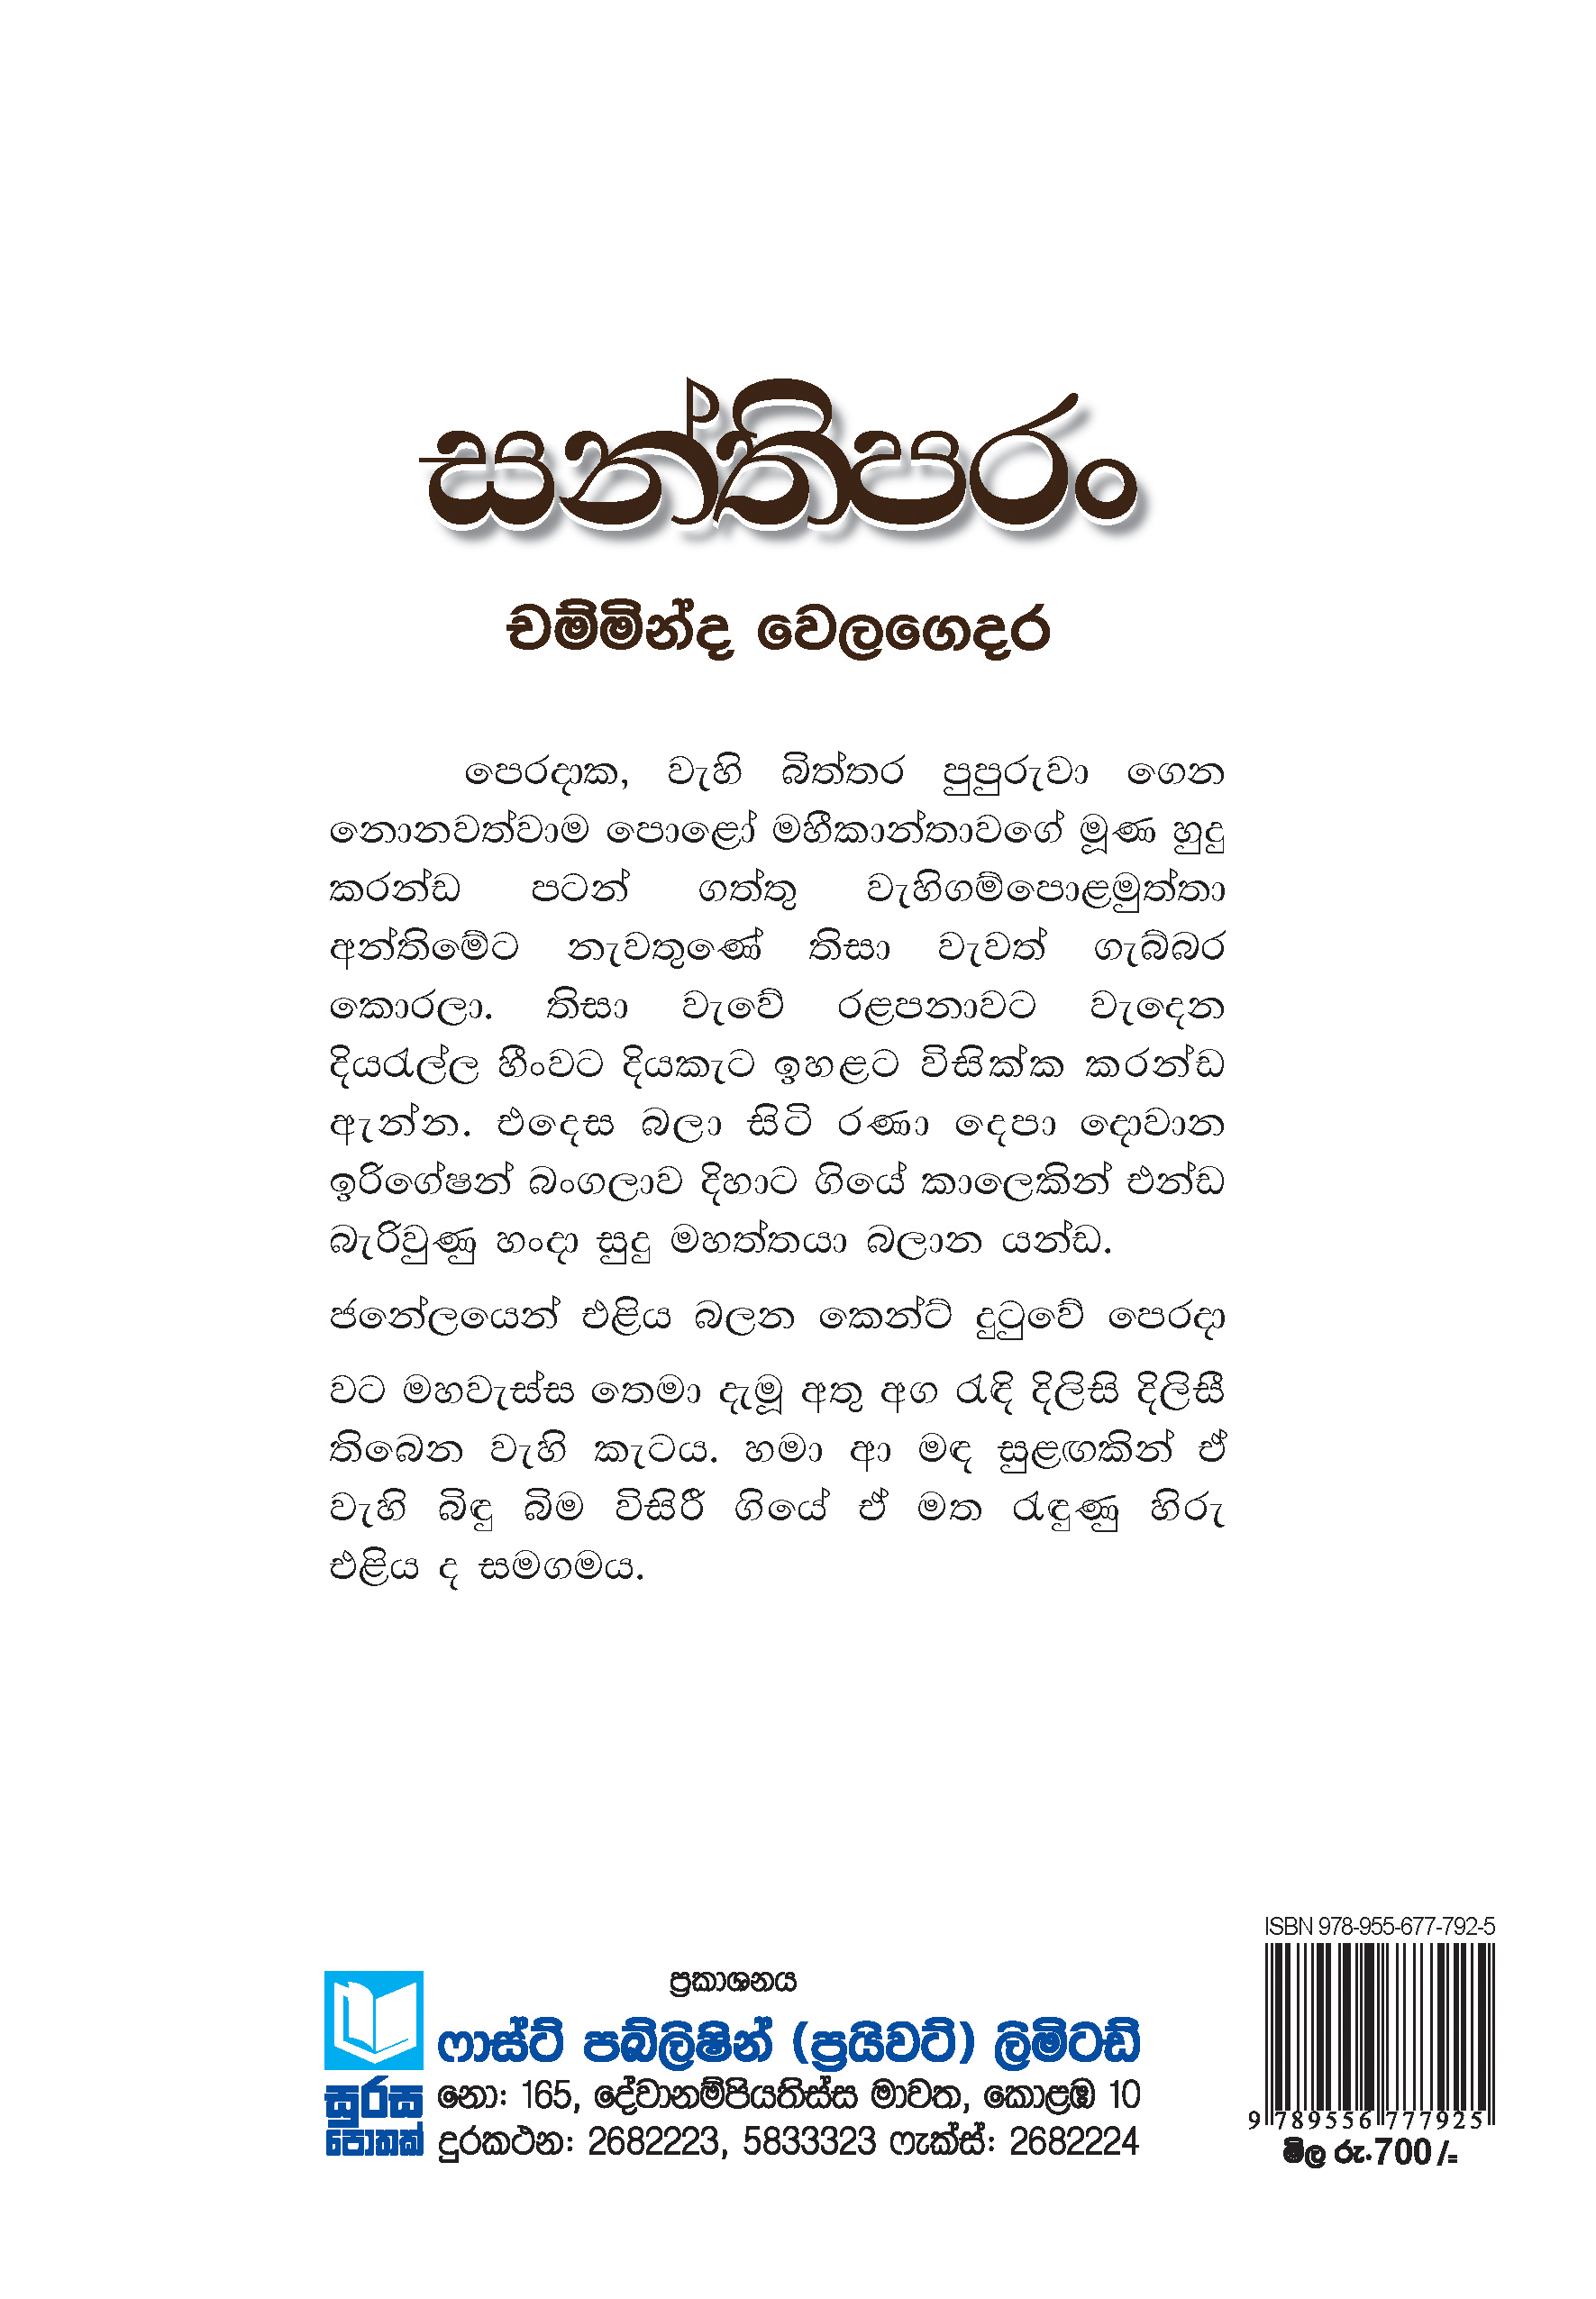 සන්තිපරං
චම්මින්ද වෙලගෙදර
පෙරදාක, වැහි බිත්තර පුපුරුවා ගෙන
නොනවත්වාම පොළෝ මහීකාන්තාවගේ මූණ හුදු
කරන්ඩ පටන් ගත්තු වැහිගම්පොළමුත්තා
අන්තිමේට නැවතුණේ තිසා වැවත් ගැබ්බර
කොරලා. තිසා වැවේ රළපනාවට වැදෙන
දියරැල්ල හීංවට දියකැට ඉහළට විසික්ක කරන්ඩ
ඇන්න. එදෙස බලා සිටි රණා දෙපා දොවාන
ඉරිගේෂන් බංගලාව දිහාට ගියේ කාලෙකින් එන්ඩ
බැරිවුණු හංදා සුදු මහත්තයා බලාන යන්ඩ.
ජනේලයෙන් එළිය බලන කෙන්ට් දුටුවේ පෙරදා
වට මහවැස්ස තෙමා දැමූ අතු අග රැඳි දිලිසි දිලිසී
තිබෙන වැහි කැටය. හමා ආ මඳ සුළඟකින් ඒ
වැහි බිඳු බිම විසිරී ගියේ ඒ මත රැඳුණු හිරු
එළිය ද සමගමය.
ප්‍රකාශනය
ෆාස්ට් පබ්ලිෂින් (ප්‍රයිවට්) ලිමිටඩ්
නො: 165, දේවානම්පියතිස්ස මාවත, කොළඹ 10
දුරකථන: 2682223, 5833323 ෆැක්ස්: 2682224
සුරස
පොතක්
ISBN 978-955-677-792-5
9 789556 777925
මිල රු.700/=